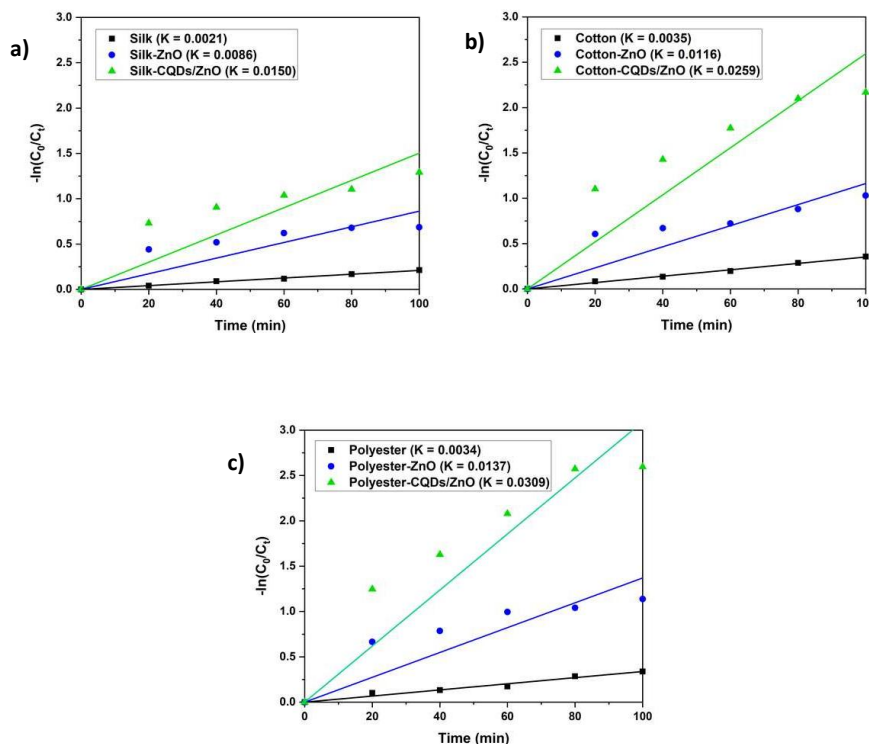 a)
3.0
2.5
2.0
1.5
1.0
0.5
0.0
-ln(C₀/Cₜ)
Silk (K = 0.0021)
Silk-ZnO (K = 0.0086)
Silk-CQDs/ZnO (K = 0.0150)
0 20 40 60 80 100
Time (min)
b)
3.0
2.5
2.0
1.5
1.0
0.5
0.0
-ln(C₀/Cₜ)
Cotton (K = 0.0035)
Cotton-ZnO (K = 0.0116)
Cotton-CQDs/ZnO (K = 0.0259)
0 20 40 60 80 100
Time (min)
c)
3.0
2.5
2.0
1.5
1.0
0.5
0.0
-ln(C₀/Cₜ)
Polyester (K = 0.0034)
Polyester-ZnO (K = 0.0137)
Polyester-CQDs/ZnO (K = 0.0309)
0 20 40 60 80 100
Time (min)